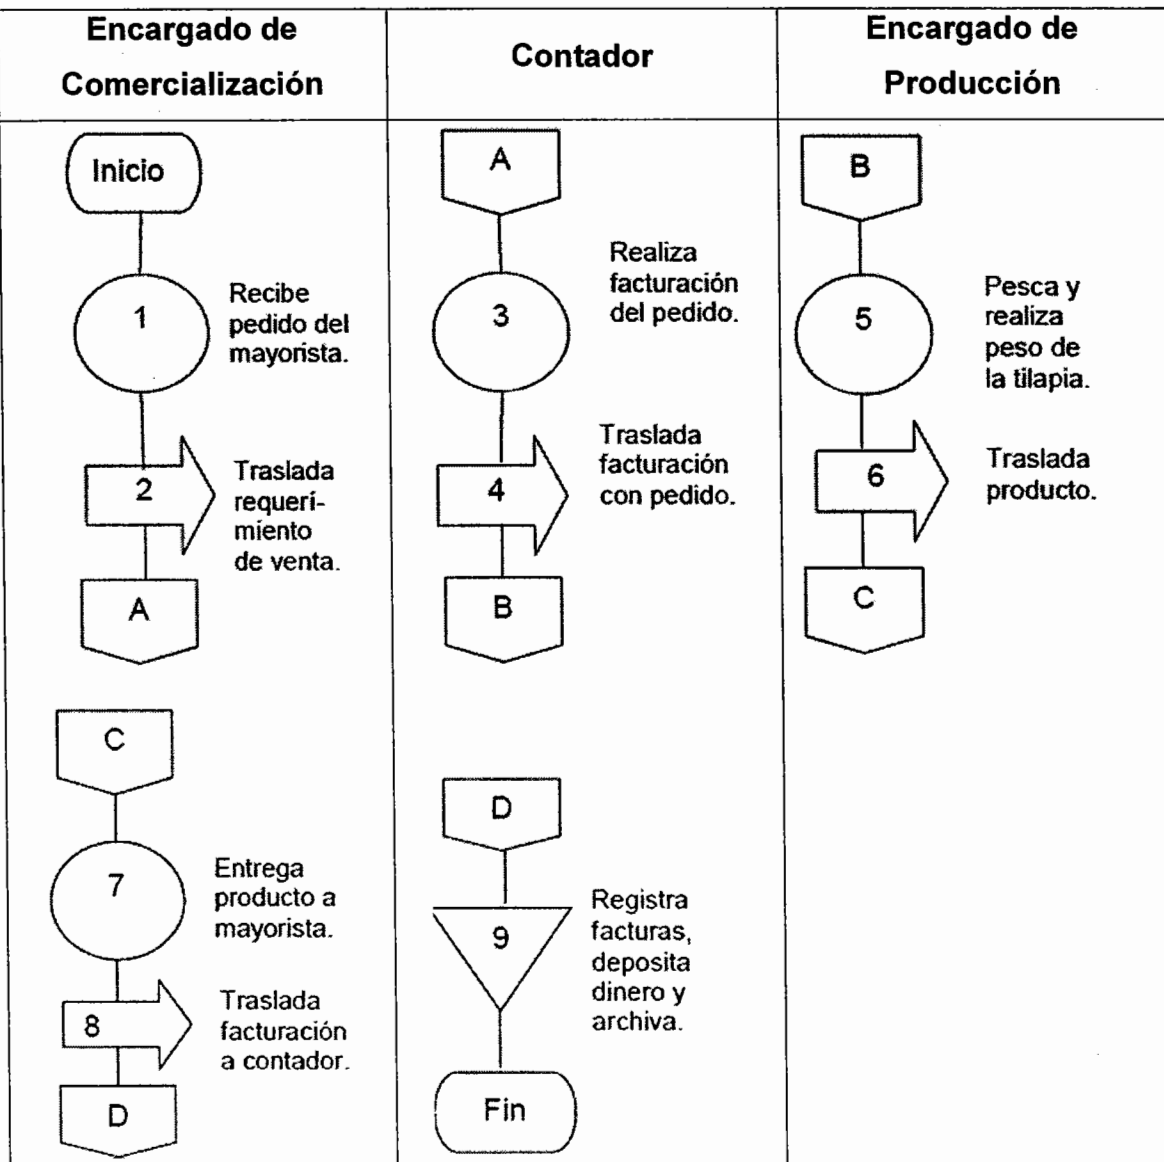 Encargado de
Comercialización
Contador
Encargado de
Producción
Inicio
1
Recibe
pedido del
mayorista.
2
Traslada
requeri-
miento
de venta.
A
A
3
Realiza
facturación
del pedido.
4
Traslada
facturación
con pedido.
B
B
5
Pesca y
realiza
peso de
la tilapia.
6
Traslada
producto.
C
C
7
Entrega
producto a
mayorista.
8
Traslada
facturación
a contador.
D
D
9
Registra
facturas,
deposita
dinero y
archiva.
Fin